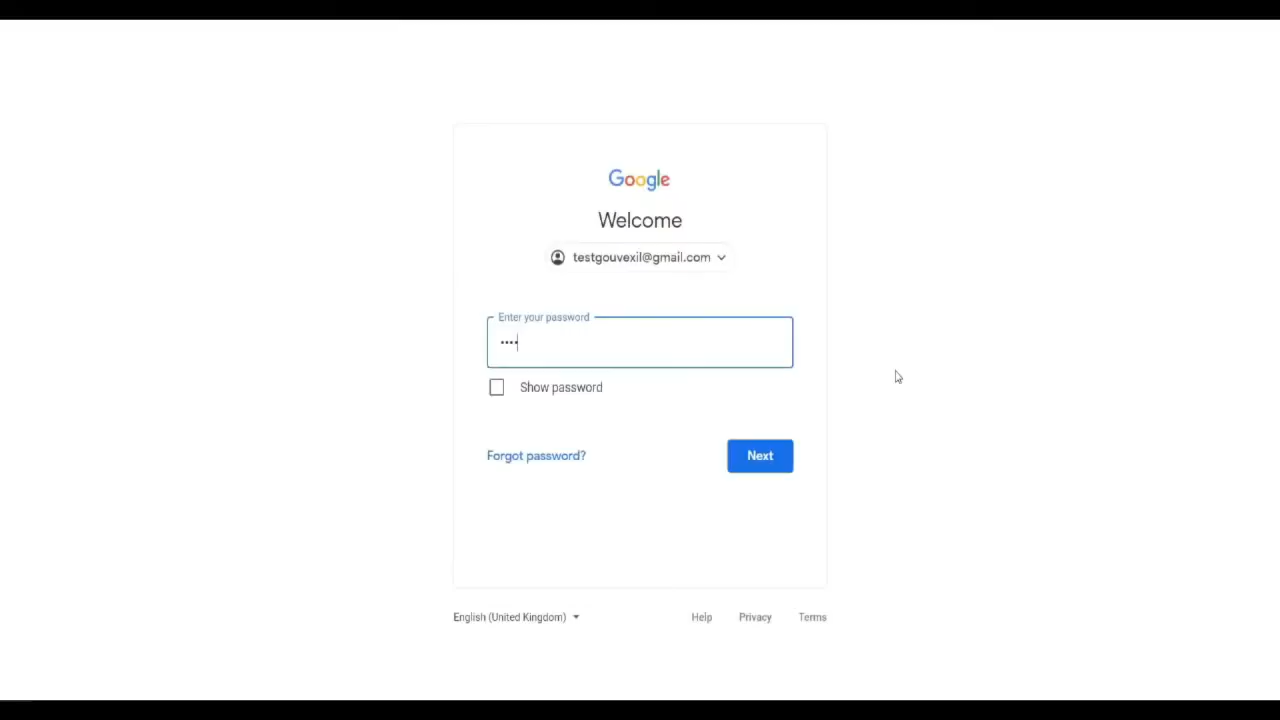 Google
Welcome
testgouvexil@gmail.com
Enter your password
••••
Show password
Forgot password? Next
English (United Kingdom) Help Privacy Terms